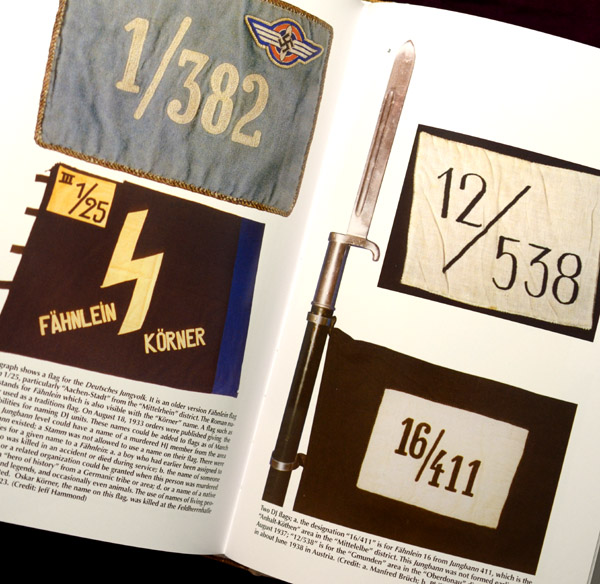 1/382
III 1/25
FÄHNLEIN
KÖRNER
graph shows a flag for the Deutsches Jungvolk. It is an older version Fähnlein flag
1/25, particularly "Aachen-Stadt" from the "Mittelrhein" district. The Roman nu-
stands for Fähnlein which is also visible with the "Körner" name. A flag such as
used as a traditions flag. On August 18, 1933 orders were published giving the
bilities for naming DJ units. These names could be added to flags as of March
Jungbann level could have a name of a murdered HJ member from the area
nn existed; a Stamm was not allowed to use a name on their flag. There were
es for a given name to a Fähnlein: a. a boy who had earlier been assigned to
o was killed in an accident or died during service; b. the name of someone
or a related organization could be granted when this person was murdered
n "hero of history" from a Germanic tribe or area; d. or a name of a native
nd legends, and occasionally even animals. The use of names of living peo-
ed. Oskar Körner, the name on this flag, was killed at the Feldherrnhalle
23. (Credit: Jeff Hammond)
12/538
16/411
Two DJ flags; a. the designation "16/411" is for Fähnlein 16 from Jungbann 411, which is the
"Anhalt-Köthen" area in the "Mittelelbe" district. This Jungbann was not formed
August 1937; "12/538" is for the "Gmunden" area in the "Oberdonau"
in about June 1938 in Austria. (Credit: a. Manfred Brüch; b.